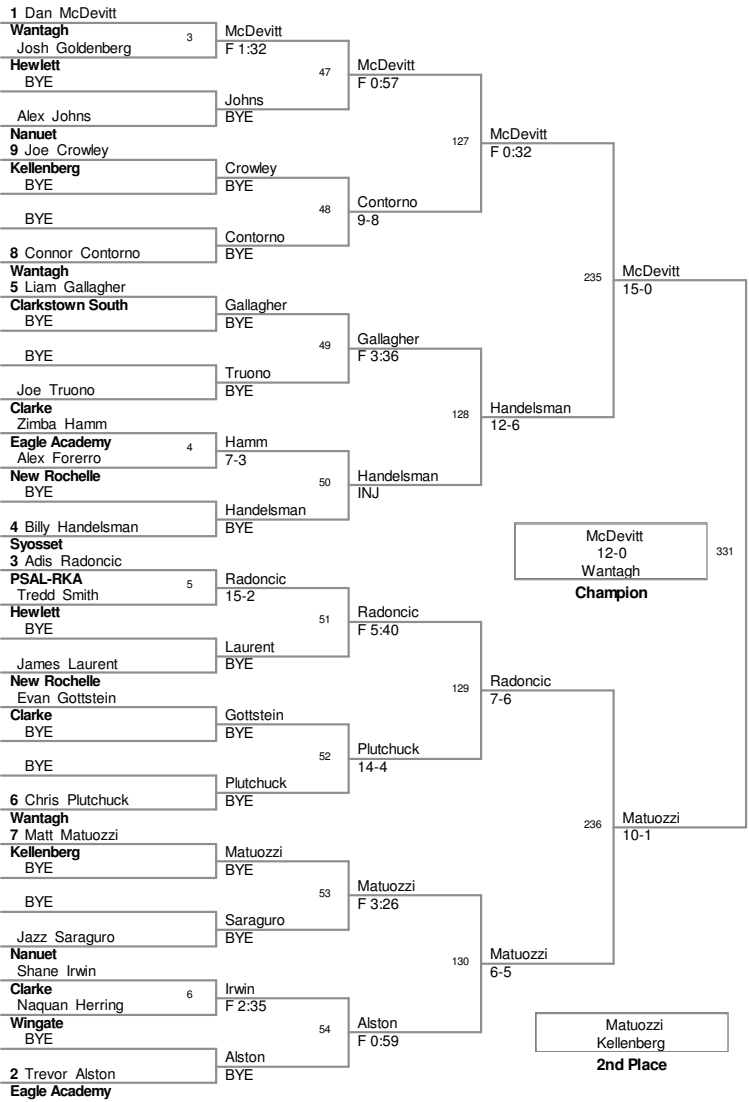 1 Dan McDevitt
Wantagh
3
Josh Goldenberg
Hewlett
BYE
Alex Johns
Nanuet
9 Joe Crowley
Kellenberg
BYE
BYE
8 Connor Contorno
Wantagh
5 Liam Gallagher
Clarkstown South
BYE
BYE
Joe Truono
Clarke
Zimba Hamm
Eagle Academy
4
Alex Forerro
New Rochelle
BYE
4 Billy Handelsman
Syosset
3 Adis Radoncic
PSAL-RKA
5
Tredd Smith
Hewlett
BYE
James Laurent
New Rochelle
Evan Gottstein
Clarke
BYE
BYE
6 Chris Plutchuck
Wantagh
7 Matt Matuozzi
Kellenberg
BYE
BYE
Jazz Saraguro
Nanuet
Shane Irwin
Clarke
6
Naquan Herring
Wingate
BYE
2 Trevor Alston
Eagle Academy
McDevitt
F 1:32
47
Johns
BYE
Crowley
BYE
48
Contorno
BYE
Gallagher
BYE
49
Truono
BYE
Hamm
7-3
50
Handelsman
BYE
Radoncic
15-2
51
Laurent
BYE
Gottstein
BYE
52
Plutchuck
BYE
Matuozzi
BYE
53
Saraguro
BYE
Irwin
F 2:35
54
Alston
BYE
McDevitt
F 0:57
127
Contorno
9-8
Gallagher
F 3:36
128
Handelsman
INJ
Radoncic
F 5:40
129
Plutchuck
14-4
Matuozzi
F 3:26
130
Alston
F 0:59
McDevitt
F 0:32
235
Handelsman
12-6
Radoncic
7-6
236
Matuozzi
6-5
McDevitt
15-0
Matuozzi
10-1
McDevitt
12-0
Wantagh
331
Champion
Matuozzi
Kellenberg
2nd Place